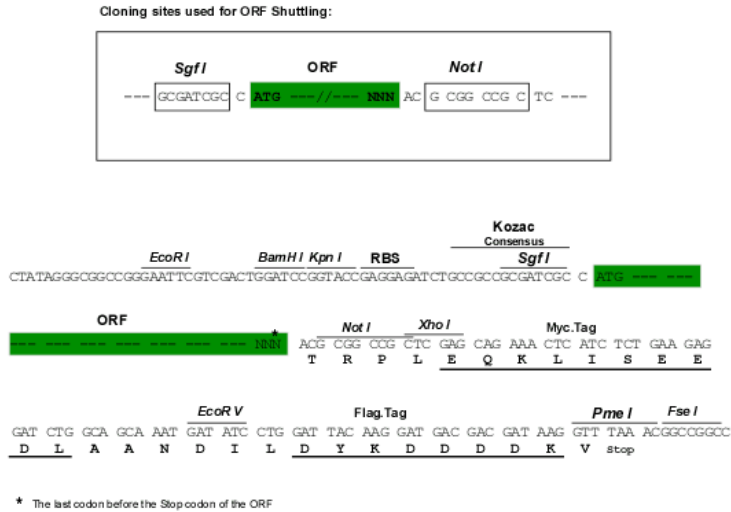 Cloning sites used for ORF Shuttling:
Sgf I ORF Not I
--- GCGATCGC C ATG ---//--- NNN AC G CGG CCG C TC ---
Kozac
Consensus
EcoR I BamH I Kpn I RBS Sgf I
CTATAGGGCGGCCGGGAATTCGTCGACTGGATCCGGTACCGAGGAGATCTGCCGCCGCGATCGC C ATG --- ---
ORF
Not I Xho I Myc.Tag
--- --- --- --- --- --- --- --- NNN* ACG CGG CCG CTC GAG CAG AAA CTC ATC TCT GAA GAG
T R P L E Q K L I S E E
EcoR V Flag.Tag Pme I Fse I
GAT CTG GCA GCA AAT GAT ATC CTG GAT TAC AAG GAT GAC GAC GAT AAG GTT TAA ACGGCCGGCC
D L A A N D I L D Y K D D D D K V Stop
* The last codon before the Stop codon of the ORF